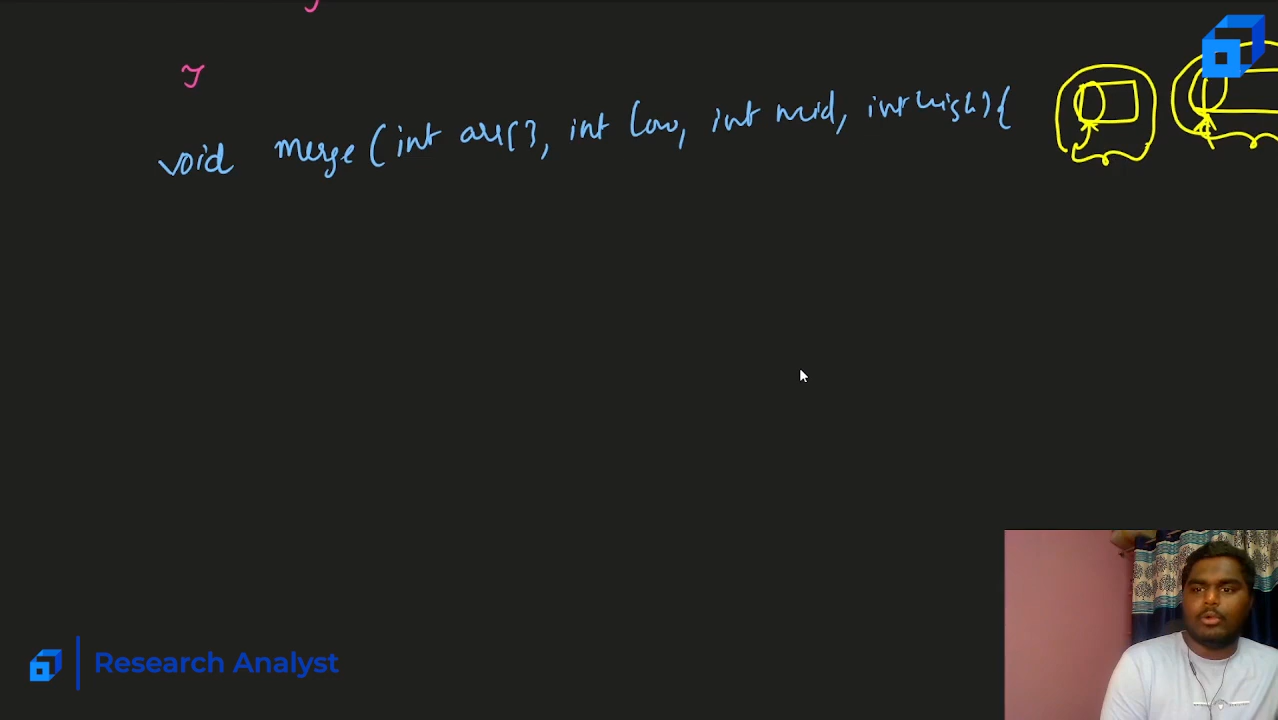 }
}
void merge (int arr[], int low, int mid, int high) {
Research Analyst